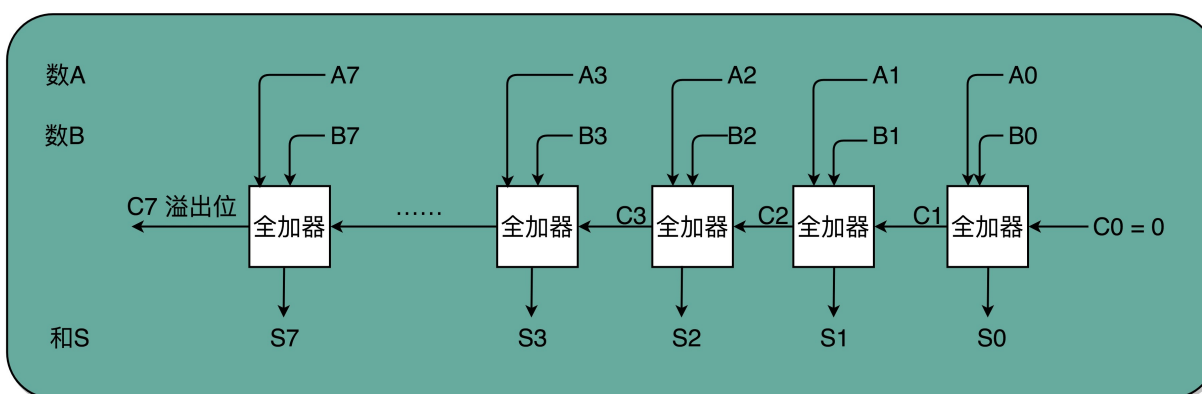 数A A7 A3 A2 A1 A0
数B B7 B3 B2 B1 B0
C7 溢出位 全加器 …… 全加器 C3 全加器 C2 全加器 C1 全加器 C0 = 0
和S S7 S3 S2 S1 S0